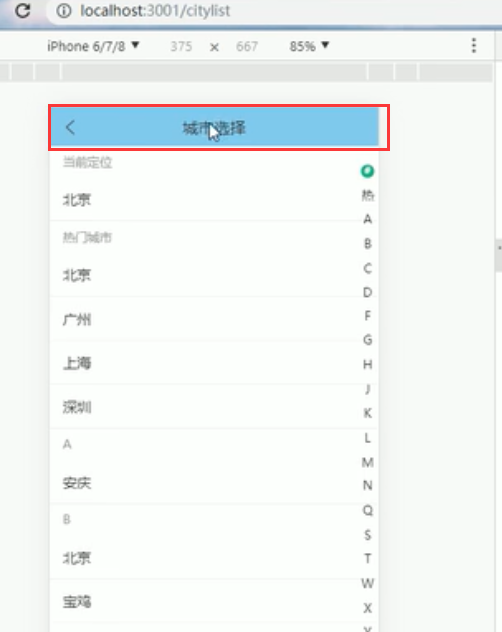 localhost:3001/citylist
iPhone 6/7/8 ▼ 375 × 667 85% ▼
城市选择
当前定位
北京
热门城市
北京
广州
上海
深圳
A
安庆
B
北京
宝鸡
热
A
B
C
D
F
G
H
J
K
L
M
N
Q
S
T
W
X
Y